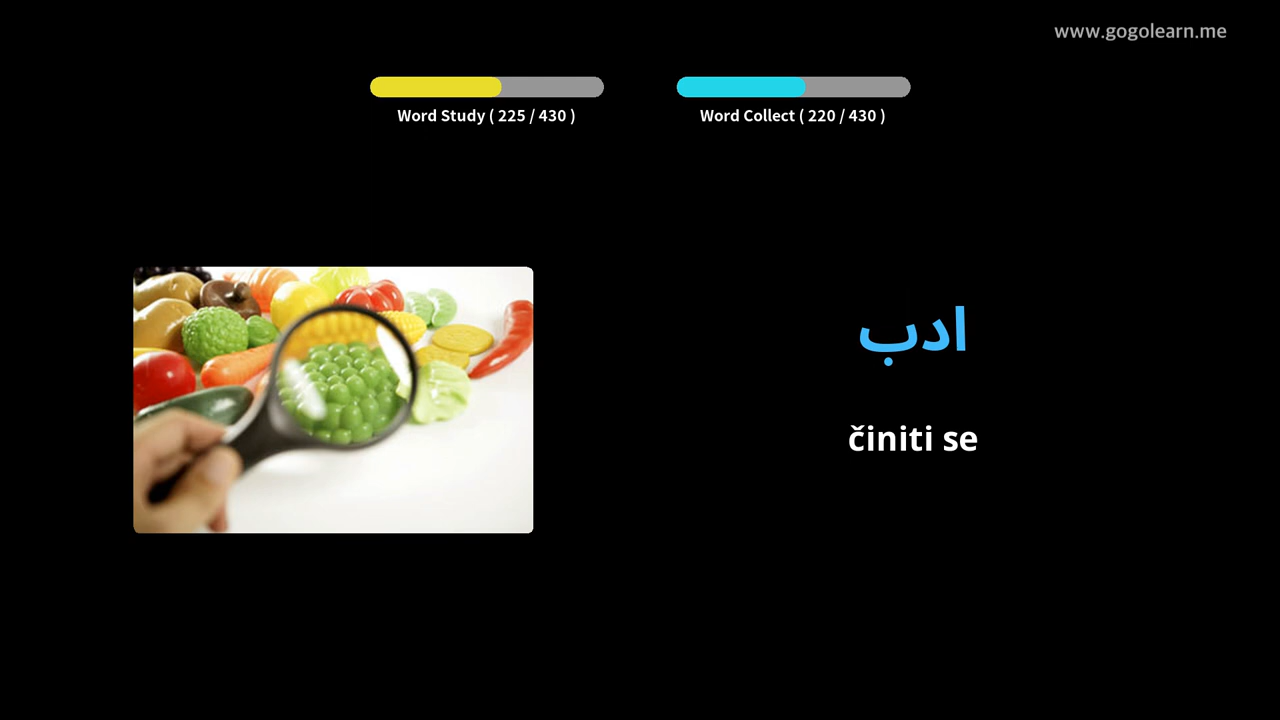 www.gogolearn.me
Word Study ( 225 / 430 )
Word Collect ( 220 / 430 )
ادب
činiti se